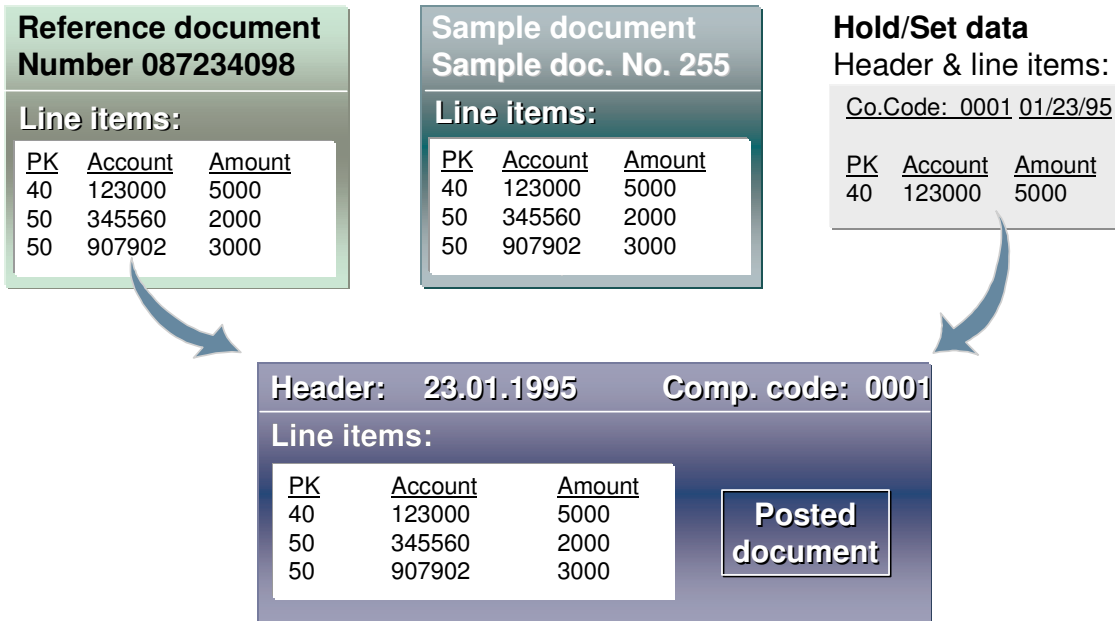 Reference document
Number 087234098
Line items:
PK Account Amount
40 123000 5000
50 345560 2000
50 907902 3000
Sample document
Sample doc. No. 255
Line items:
PK Account Amount
40 123000 5000
50 345560 2000
50 907902 3000
Hold/Set data
Header & line items:
Co.Code: 0001 01/23/95
PK Account Amount
40 123000 5000
Header: 23.01.1995 Comp. code: 0001
Line items:
PK Account Amount
40 123000 5000
50 345560 2000
50 907902 3000
Posted
document